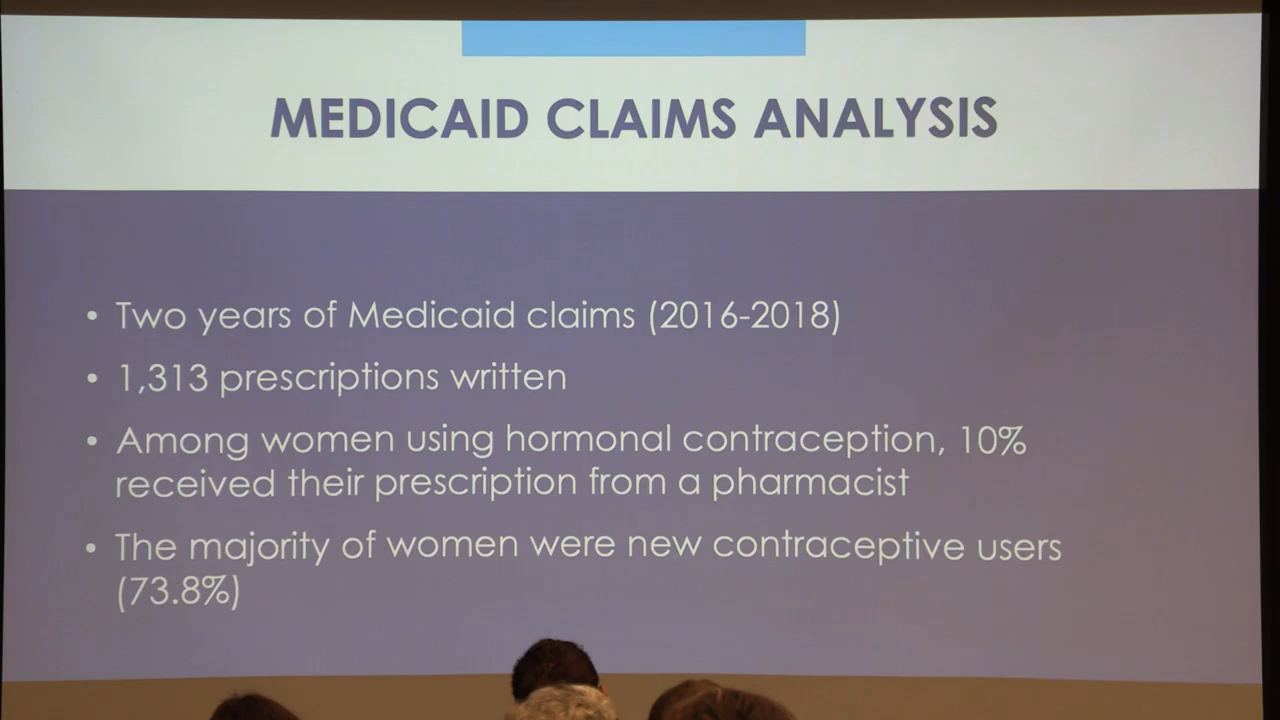 MEDICAID CLAIMS ANALYSIS
• Two years of Medicaid claims (2016-2018)
• 1,313 prescriptions written
• Among women using hormonal contraception, 10%
received their prescription from a pharmacist
• The majority of women were new contraceptive users
(73.8%)